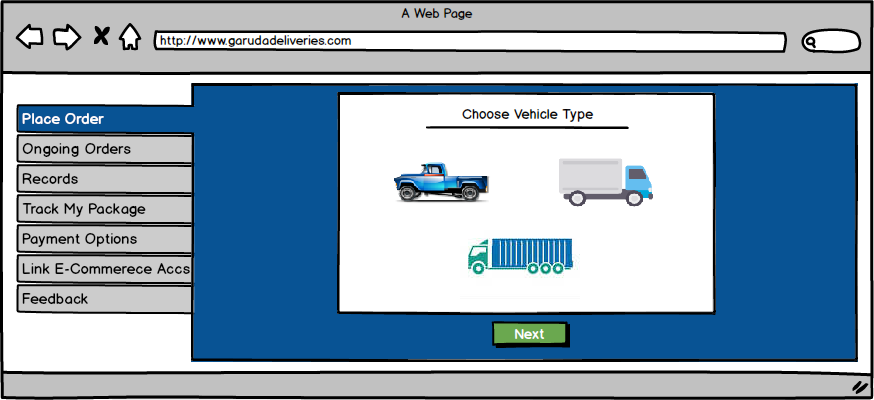 A Web Page
http://www.garudadeliveries.com
Place Order
Ongoing Orders
Records
Track My Package
Payment Options
Link E-Commerece Accs
Feedback
Choose Vehicle Type
Next